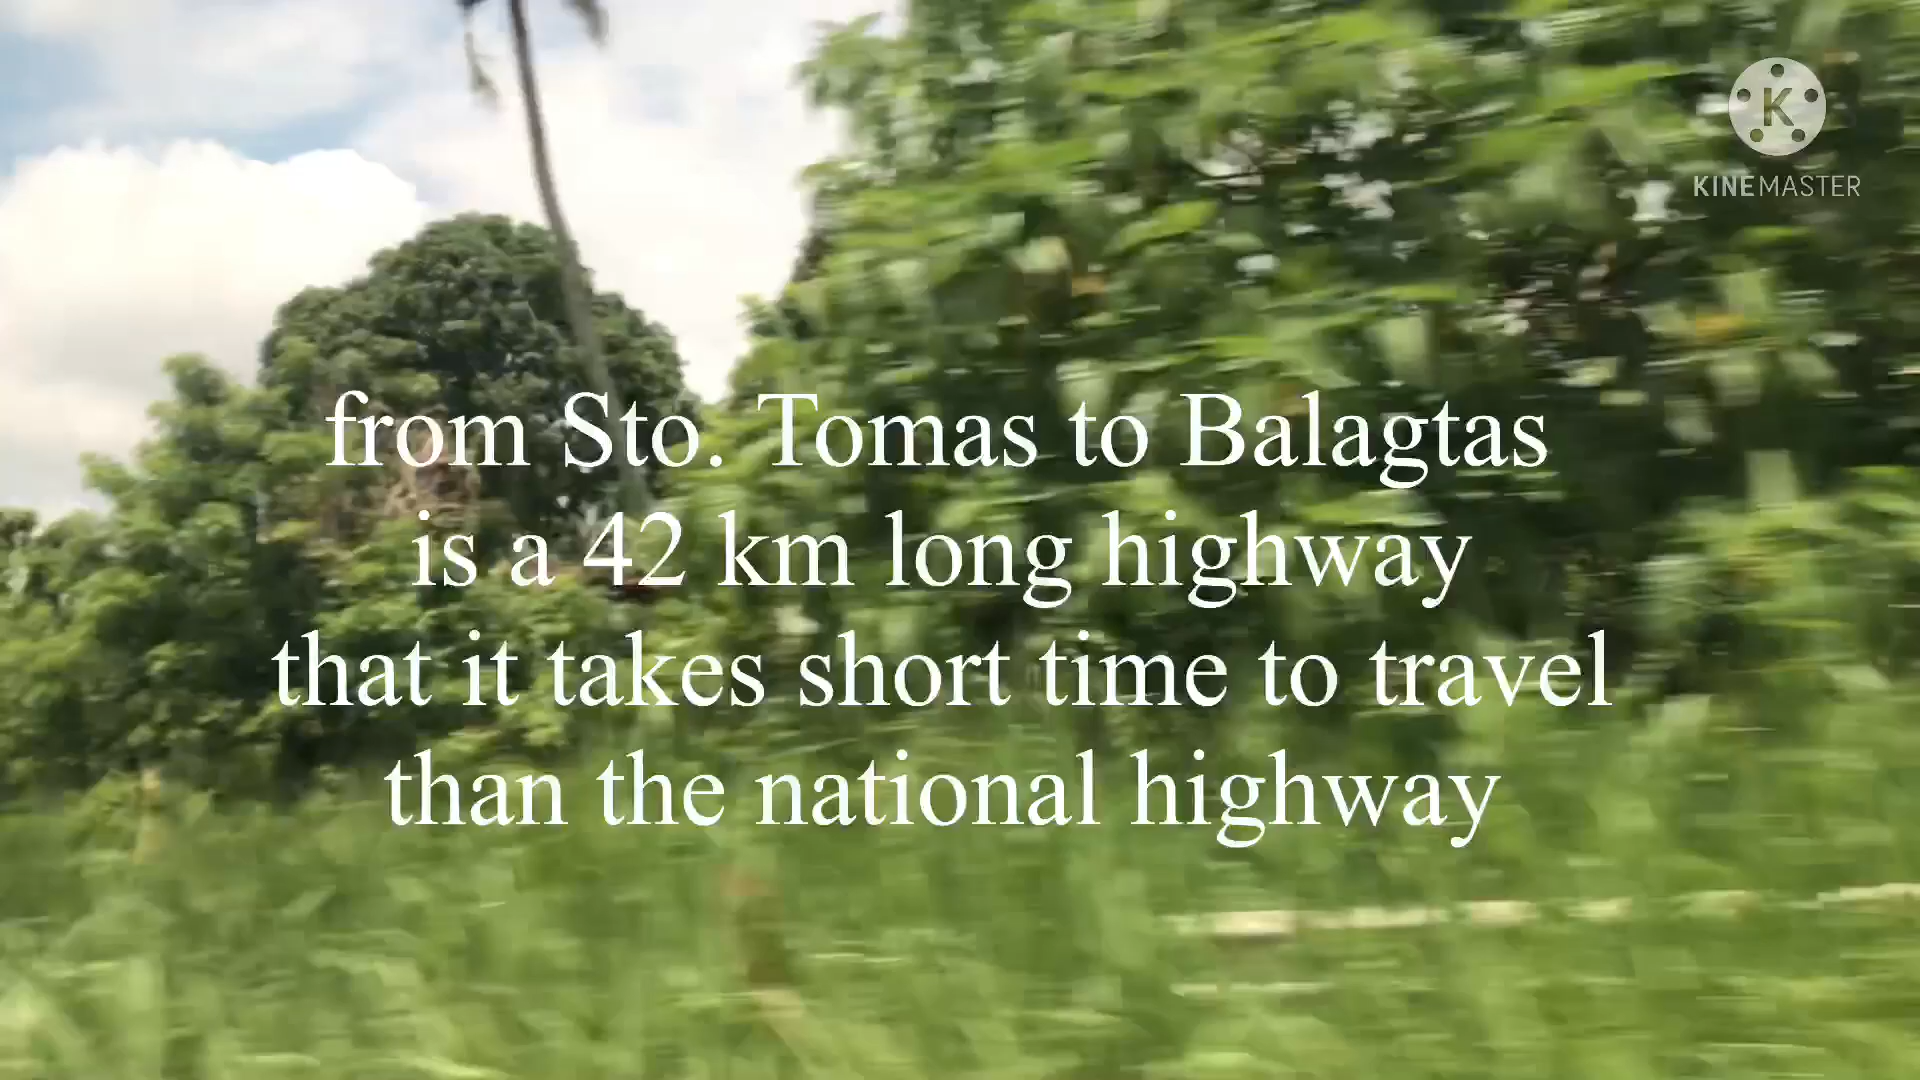 K
KINEMASTER
from Sto. Tomas to Balagtas
is a 42 km long highway
that it takes short time to travel
than the national highway